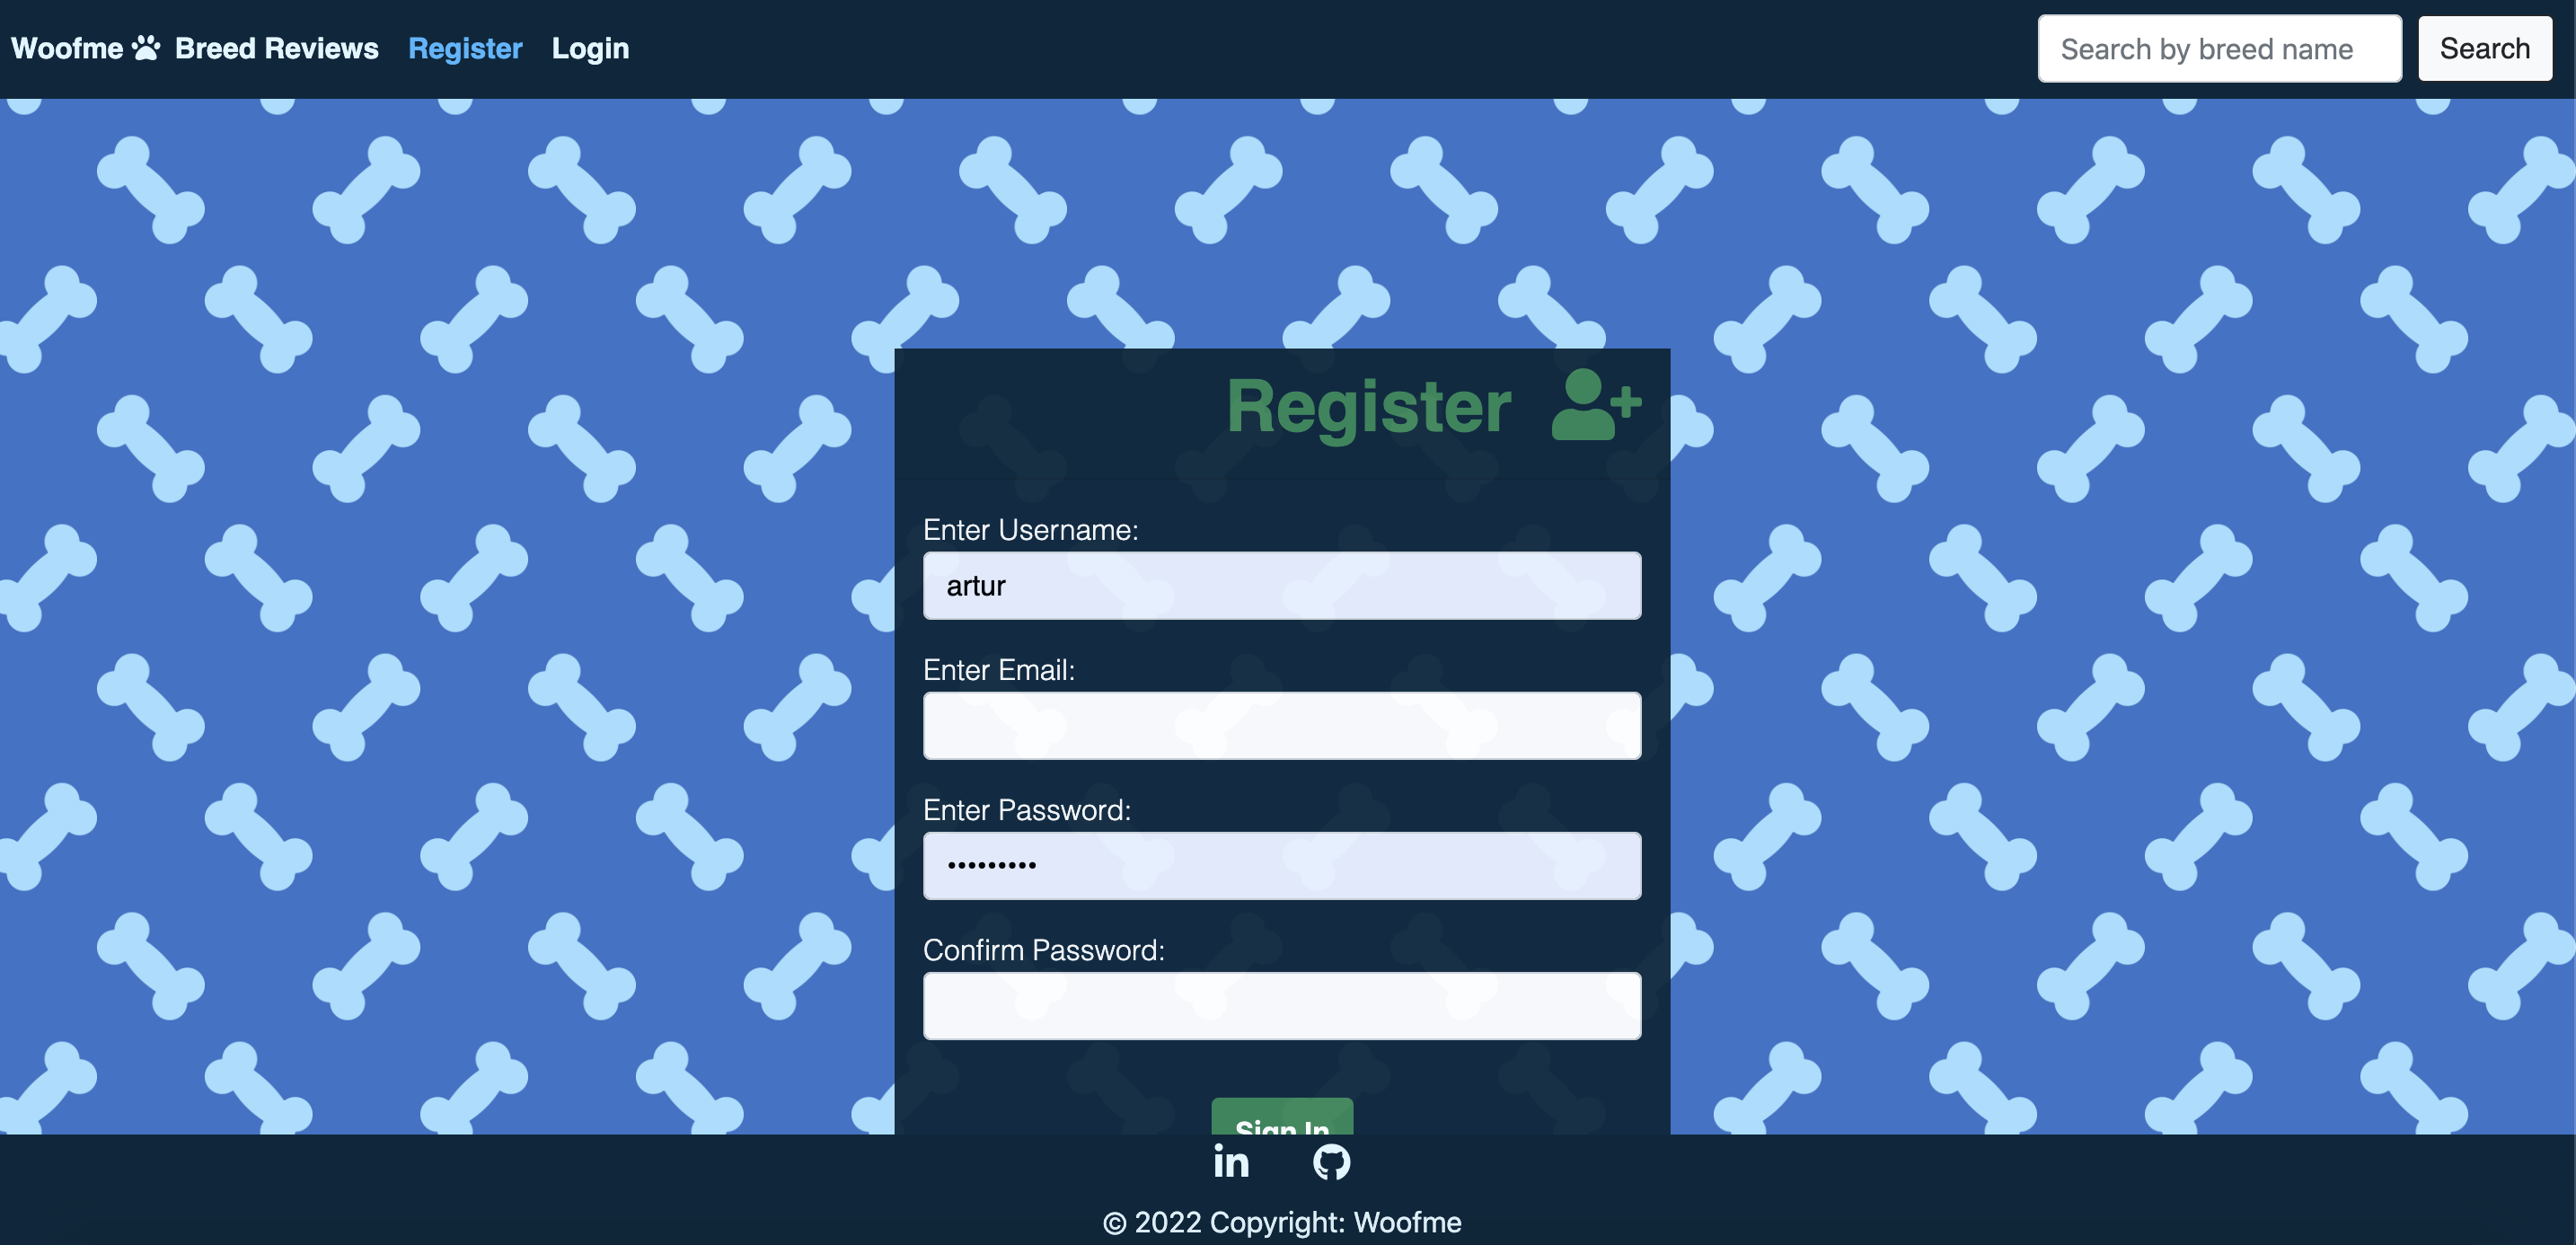 Woofme Breed Reviews Register Login Search by breed name Search
Register
Enter Username:
artur
Enter Email:
Enter Password:
•••••••••
Confirm Password:
Sign In
in
© 2022 Copyright: Woofme